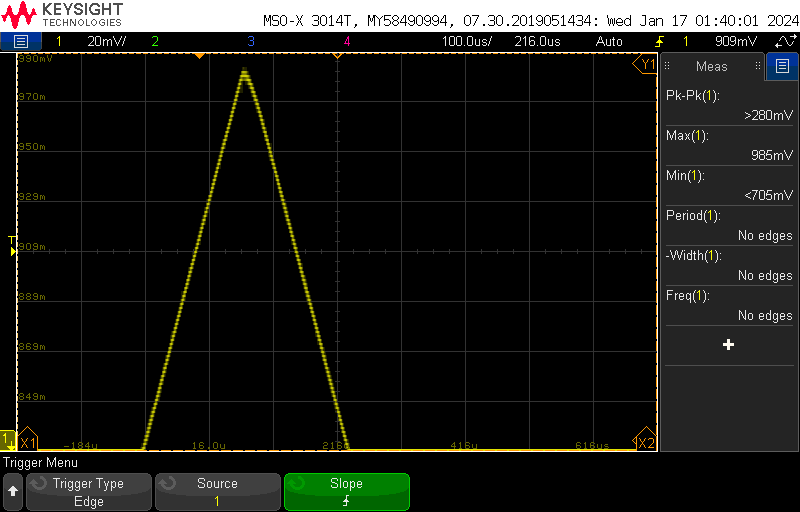 KEYSIGHT
TECHNOLOGIES
MSO-X 3014T, MY58490994, 07.30.2019051434: Wed Jan 17 01:40:01 2024
1 20mV/ 2 3 4 100.0us/ 216.0us Auto 1 909mV
990mV
Y1
970m
950m
929m
T
909m
889m
869m
849m
1
X1
-184u 16.0u 216u 416u 616us
X2
Meas
Pk-Pk(1):
>280mV
Max(1):
985mV
Min(1):
<705mV
Period(1):
No edges
-Width(1):
No edges
Freq(1):
No edges
Trigger Menu
Trigger Type
Edge
Source
1
Slope